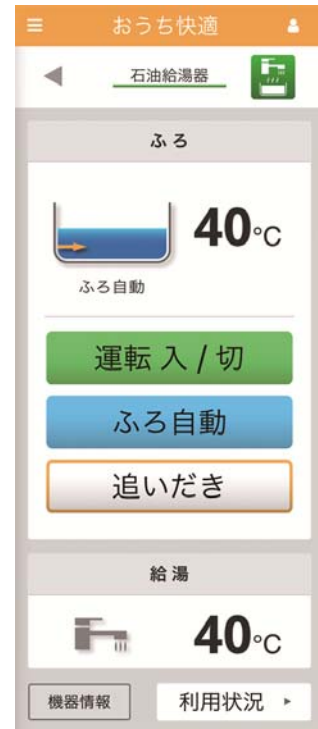 おうち快適
石油給湯器
ふろ
40℃
ふろ自動
運転 入 / 切
ふろ自動
追いだき
給湯
40℃
機器情報
利用状況